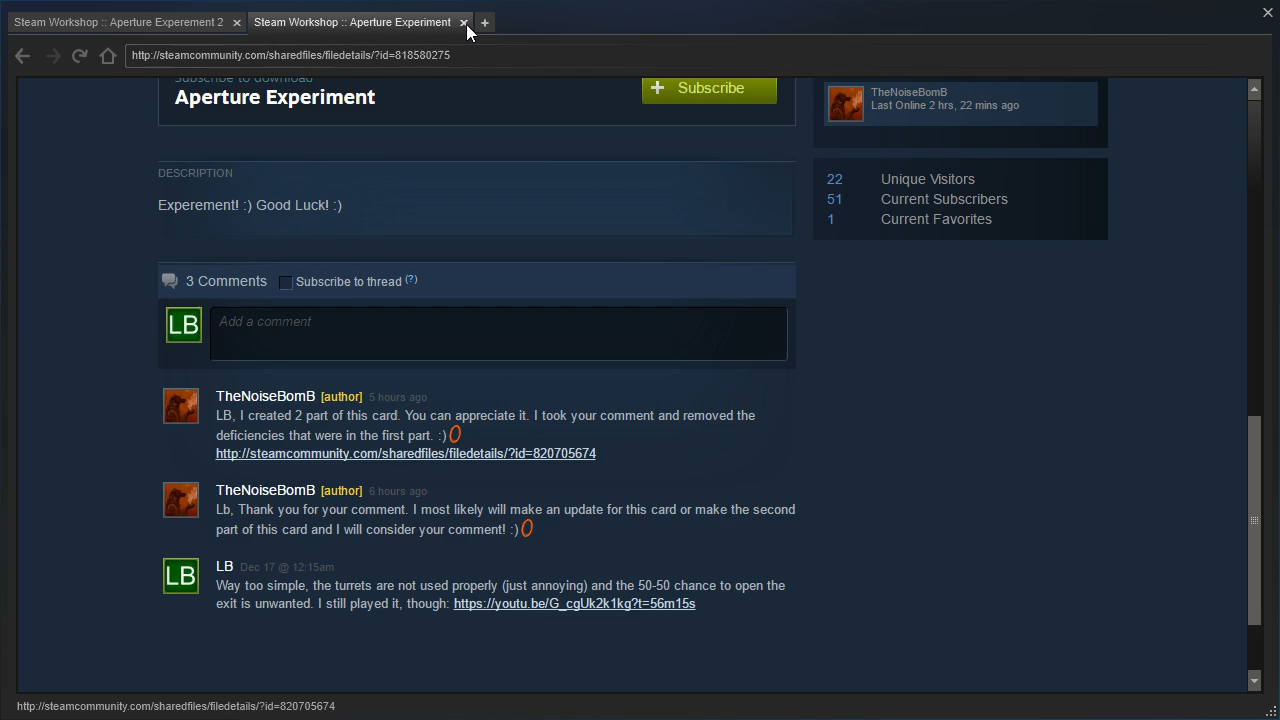 Steam Workshop :: Aperture Experement 2
Steam Workshop :: Aperture Experiment
http://steamcommunity.com/sharedfiles/filedetails/?id=818580275
Subscribe to download
Aperture Experiment
Subscribe
TheNoiseBomB
Last Online 2 hrs, 22 mins ago
22 Unique Visitors
51 Current Subscribers
1 Current Favorites
DESCRIPTION
Experement! :) Good Luck! :)
3 Comments Subscribe to thread (?)
LB
Add a comment
TheNoiseBomB [author] 5 hours ago
LB, I created 2 part of this card. You can appreciate it. I took your comment and removed the
deficiencies that were in the first part. :)
http://steamcommunity.com/sharedfiles/filedetails/?id=820705674
TheNoiseBomB [author] 6 hours ago
Lb, Thank you for your comment. I most likely will make an update for this card or make the second
part of this card and I will consider your comment! :)
LB
LB Dec 17 @ 12:15am
Way too simple, the turrets are not used properly (just annoying) and the 50-50 chance to open the
exit is unwanted. I still played it, though: https://youtu.be/G_cgUk2k1kg?t=56m15s
http://steamcommunity.com/sharedfiles/filedetails/?id=820705674